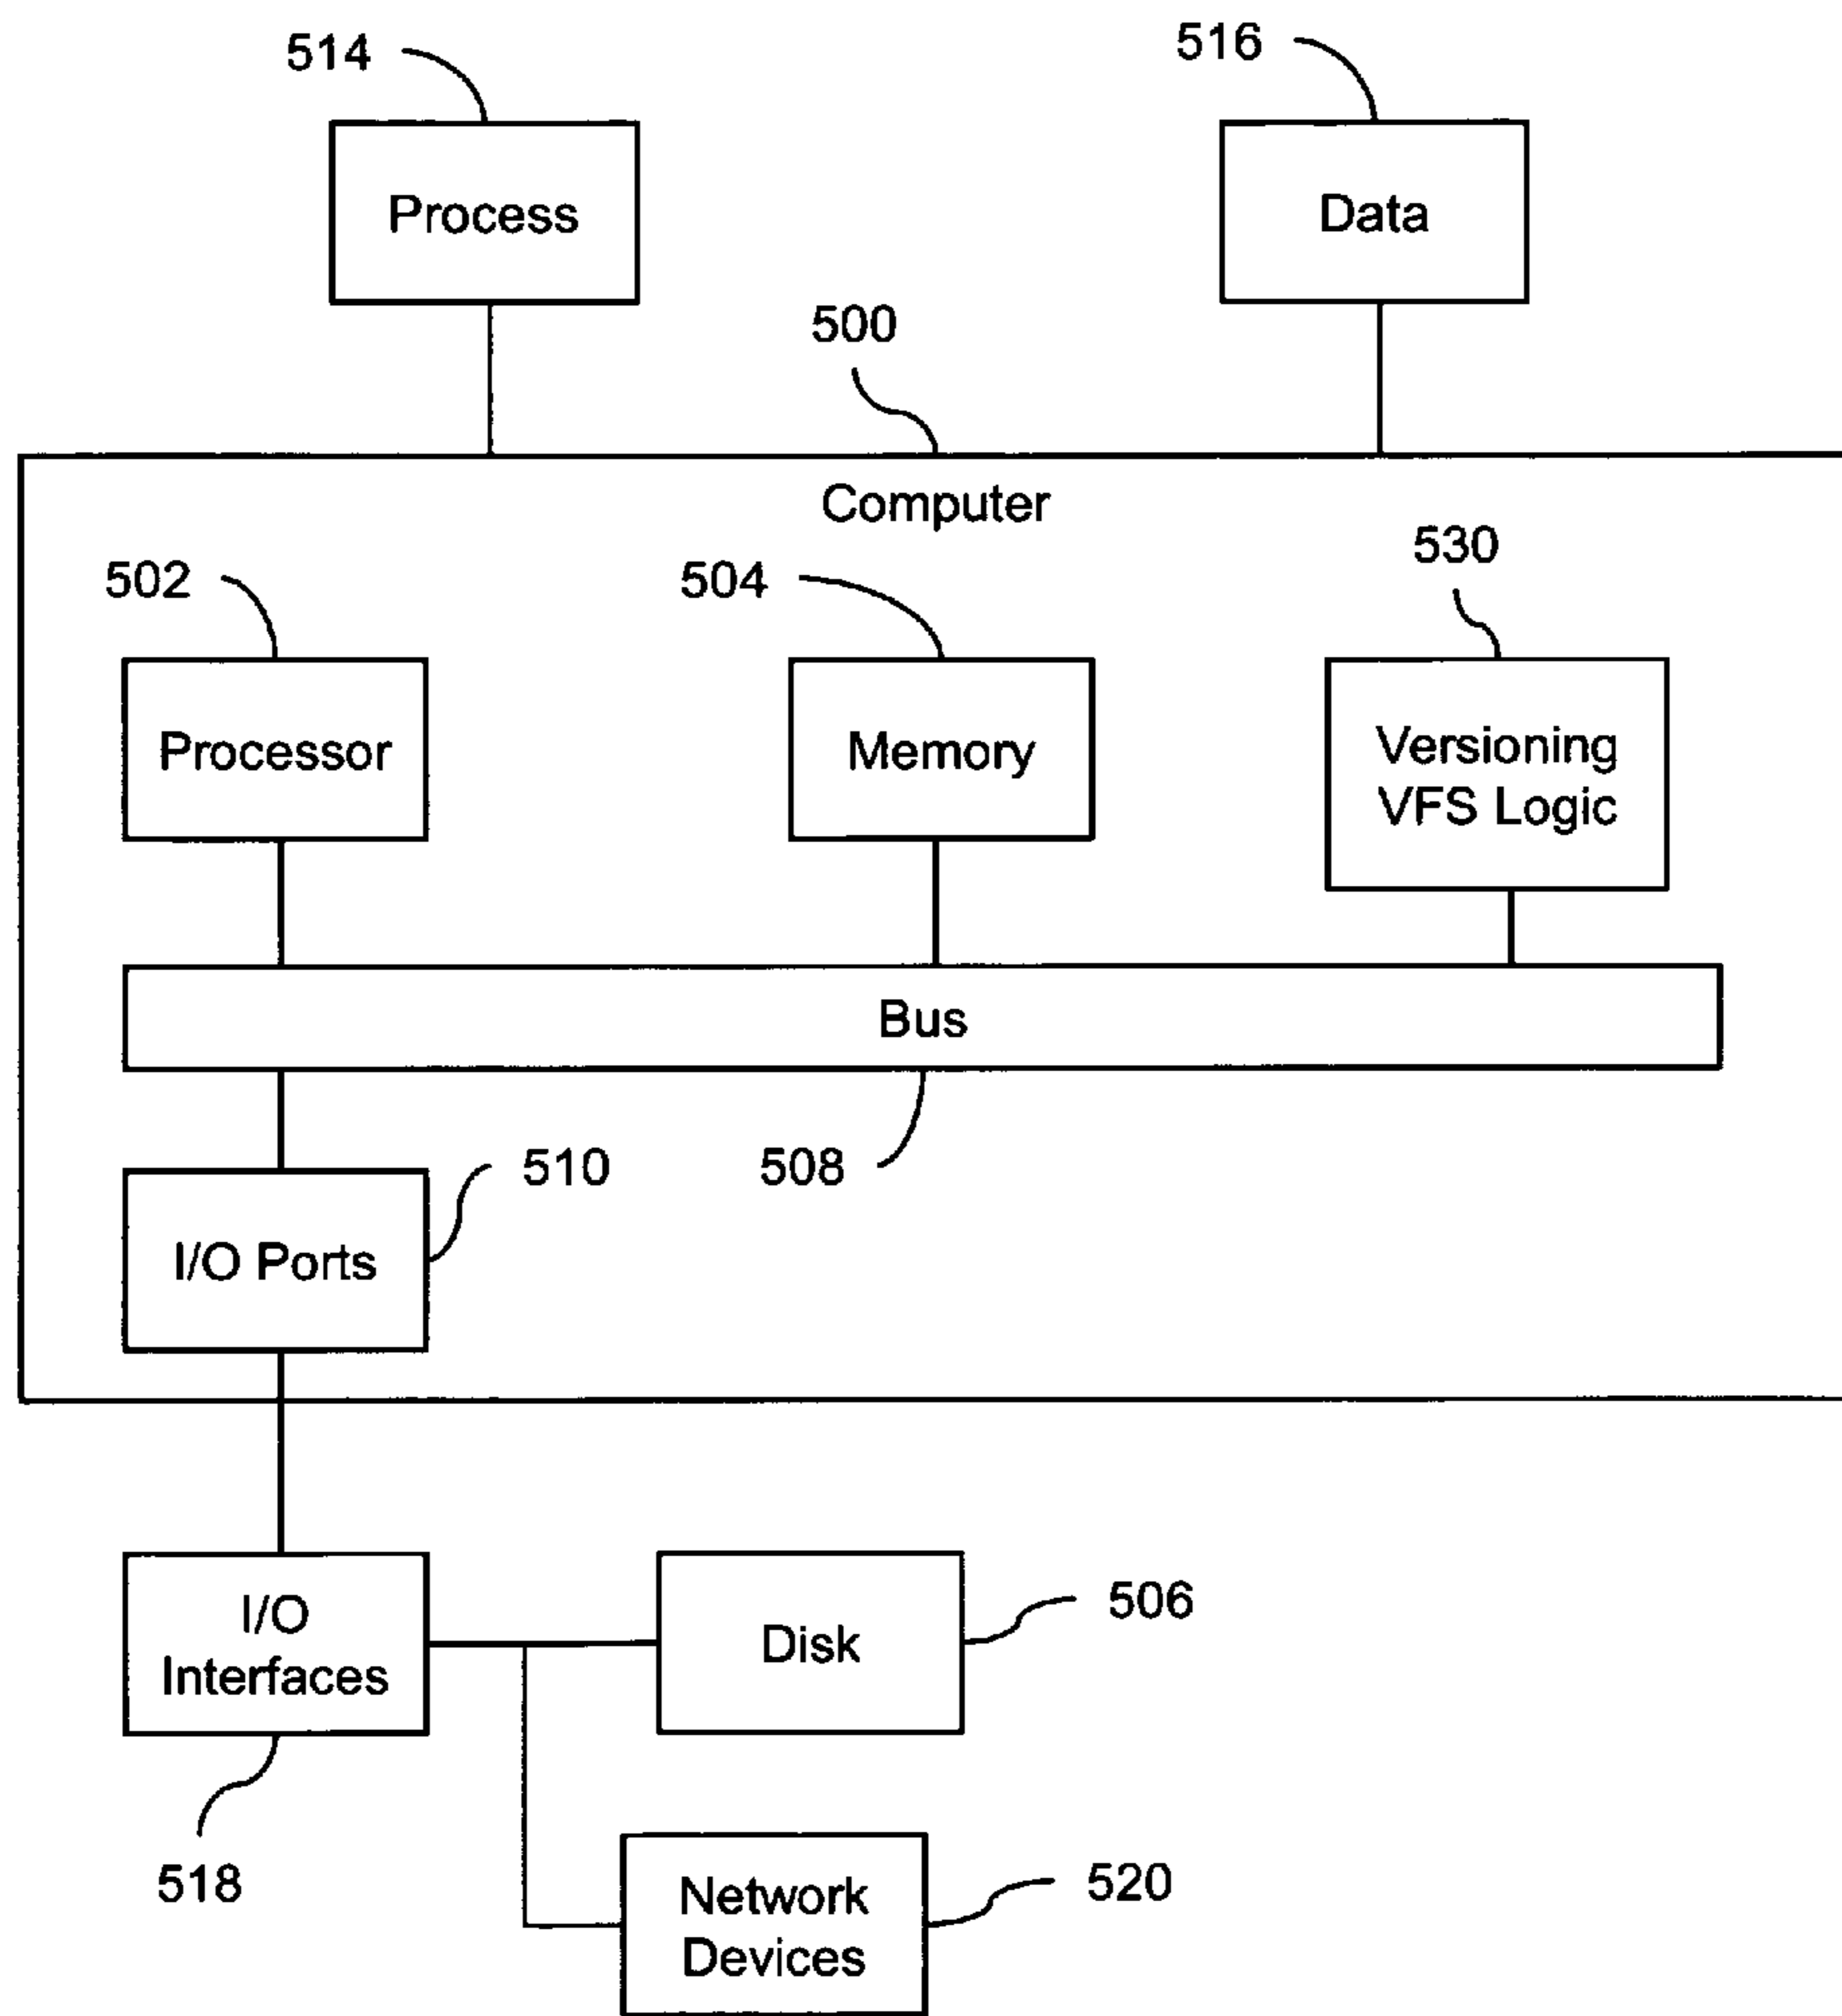 514
516
Process
Data
500
Computer
530
502
504
Processor
Memory
Versioning
VFS Logic
Bus
510
508
I/O Ports
I/O
Interfaces
Disk
506
518
Network
Devices
520